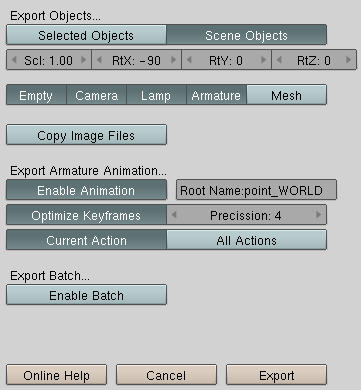 Export Objects...
Selected Objects Scene Objects
Scl: 1.00 RtX: -90 RtY: 0 RtZ: 0
Empty Camera Lamp Armature Mesh
Copy Image Files
Export Armature Animation...
Enable Animation Root Name:point_WORLD
Optimize Keyframes Precission: 4
Current Action All Actions
Export Batch...
Enable Batch
Online Help Cancel Export